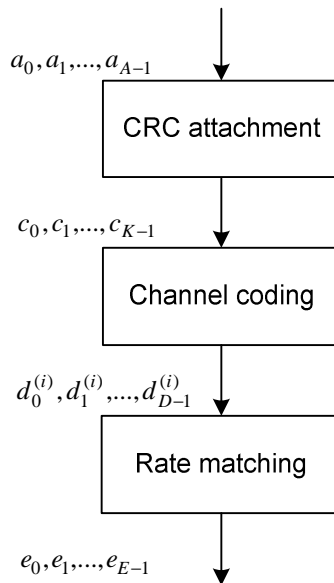 a_0, a_1,..., a_{A-1}
CRC attachment
c_0, c_1,..., c_{K-1}
Channel coding
d_0^{(i)}, d_1^{(i)},..., d_{D-1}^{(i)}
Rate matching
e_0, e_1,..., e_{E-1}